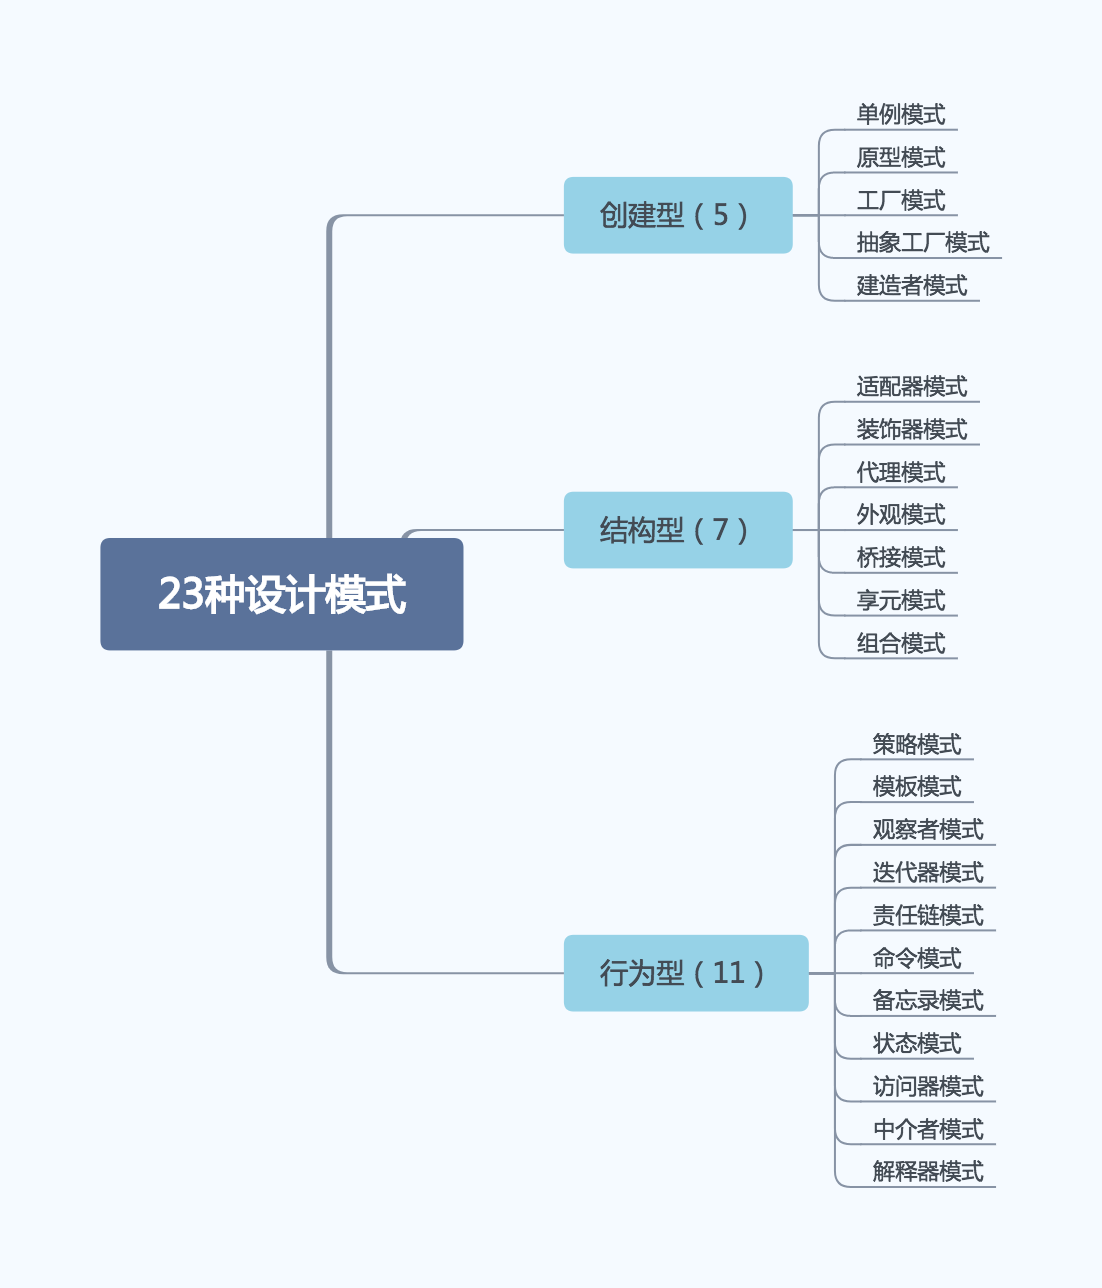 23种设计模式
创建型（5）
单例模式
原型模式
工厂模式
抽象工厂模式
建造者模式
结构型（7）
适配器模式
装饰器模式
代理模式
外观模式
桥接模式
享元模式
组合模式
行为型（11）
策略模式
模板模式
观察者模式
迭代器模式
责任链模式
命令模式
备忘录模式
状态模式
访问器模式
中介者模式
解释器模式